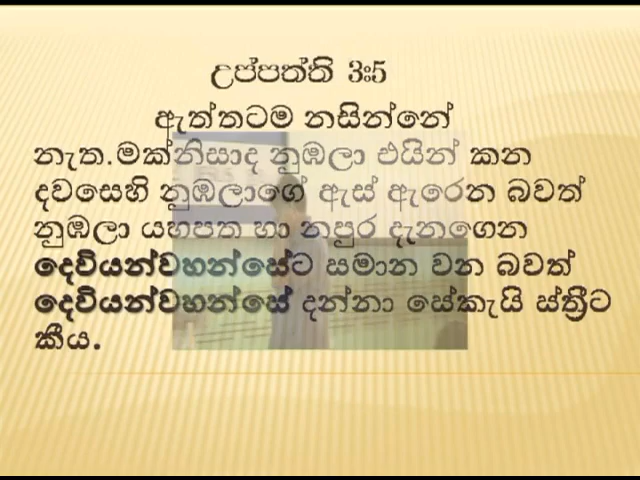 උප්පත්ති 3:5
ඇත්තටම නසින්නේ
නැත.මක්නිසාද නුඹලා එයින් කන
දවසෙහි නුඹලාගේ ඇස් ඇරෙන බවත්
නුඹලා යහපත හා නපුර දැනගෙන
දෙවියන්වහන්සේට සමාන වන බවත්
දෙවියන්වහන්සේ දන්නා සේකැයි ස්ත්‍රීට
කීය.